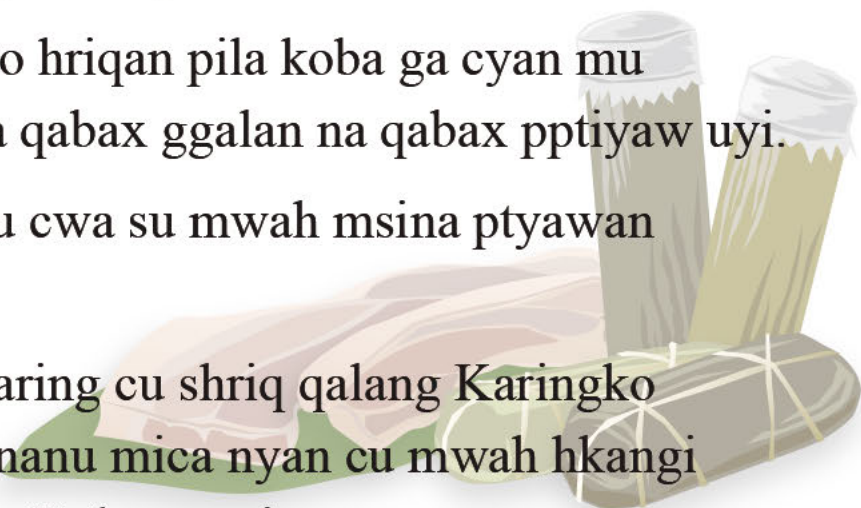 o hriqan pila koba ga cyan mu
qabax ggalan na qabax pptiyaw uyi.
u cwa su mwah msina ptyawan
aring cu shriq qalang Karingko
nanu mica nyan cu mwah hkangi